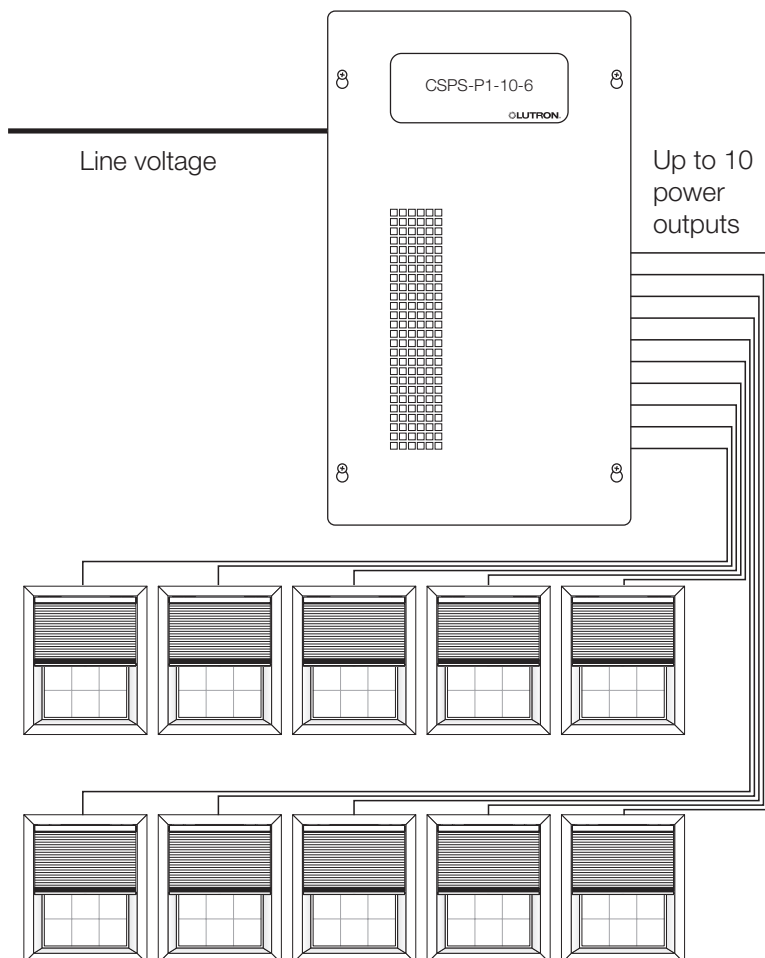 CSPS-P1-10-6
LUTRON
Line voltage
Up to 10
power
outputs